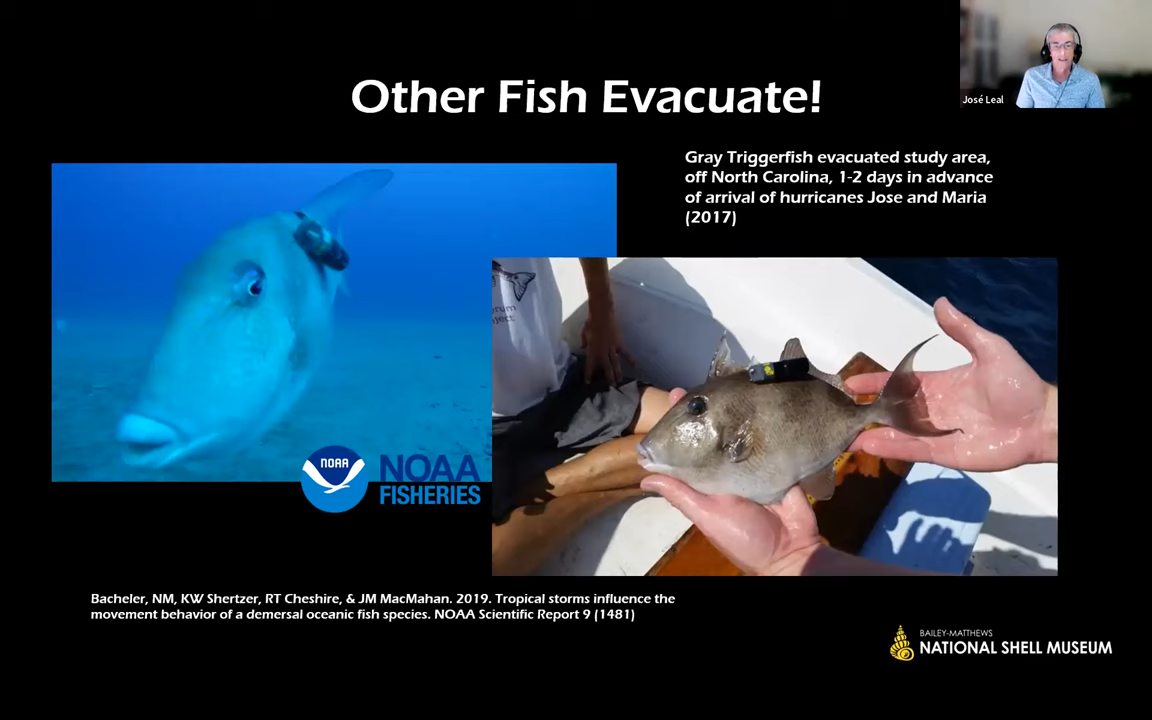 José Leal
Other Fish Evacuate!
Gray Triggerfish evacuated study area,
off North Carolina, 1-2 days in advance
of arrival of hurricanes Jose and Maria
(2017)
NOAA
NOAA
FISHERIES
Bacheler, NM, KW Shertzer, RT Cheshire, & JM MacMahan. 2019. Tropical storms influence the
movement behavior of a demersal oceanic fish species. NOAA Scientific Report 9 (1481)
BAILEY-MATTHEWS
NATIONAL SHELL MUSEUM